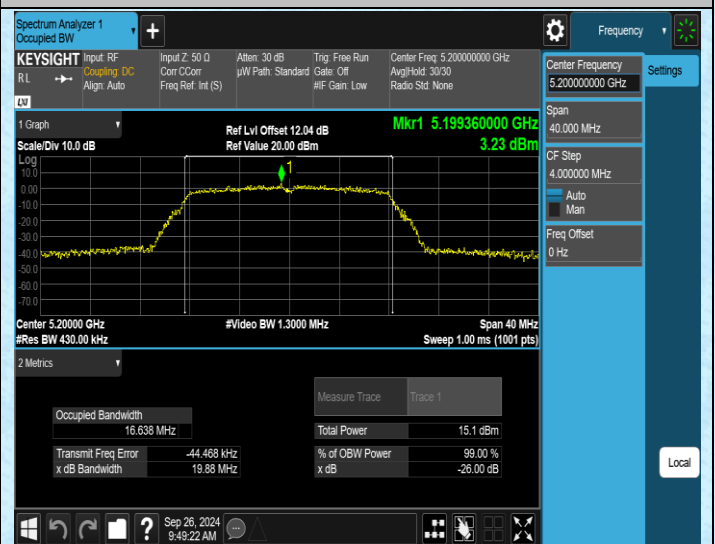 Spectrum Analyzer 1
Occupied BW
+
Frequency
KEYSIGHT
RL
LXI
Input: RF
Coupling: DC
Align: Auto
Input Z: 50 Ω
Corr CCorr
Freq Ref: Int (S)
Atten: 30 dB
µW Path: Standard
Trig: Free Run
Gate: Off
#IF Gain: Low
Center Freq: 5.200000000 GHz
Avg|Hold: 30/30
Radio Std: None
Center Frequency
5.200000000 GHz
Settings
Span
40.000 MHz
CF Step
4.000000 MHz
Auto
Man
Freq Offset
0 Hz
1 Graph
Scale/Div 10.0 dB
Ref Lvl Offset 12.04 dB
Ref Value 20.00 dBm
Mkr1 5.199360000 GHz
3.23 dBm
Log
10.0
0.00
-10.0
-20.0
-30.0
-40.0
-50.0
-60.0
-70.0
1
Center 5.20000 GHz
#Res BW 430.00 kHz
#Video BW 1.3000 MHz
Span 40 MHz
Sweep 1.00 ms (1001 pts)
2 Metrics
Measure Trace
Trace 1
Occupied Bandwidth
16.638 MHz
Total Power
15.1 dBm
Transmit Freq Error
-44.468 kHz
% of OBW Power
99.00 %
x dB Bandwidth
19.88 MHz
x dB
-26.00 dB
Local
?
Sep 26, 2024
9:49:22 AM